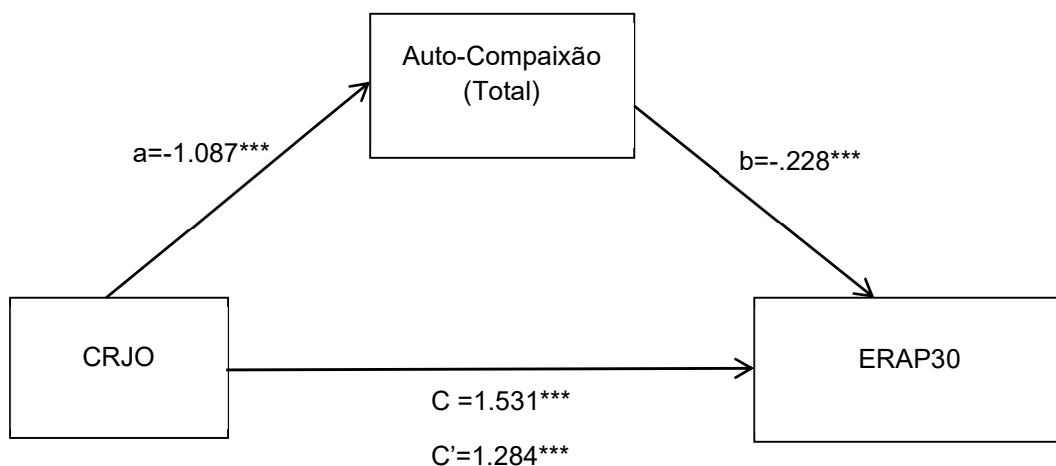 Auto-Compaixão
(Total)
a=-1.087***
b=-.228***
CRJO
ERAP30
C =1.531***
C’=1.284***